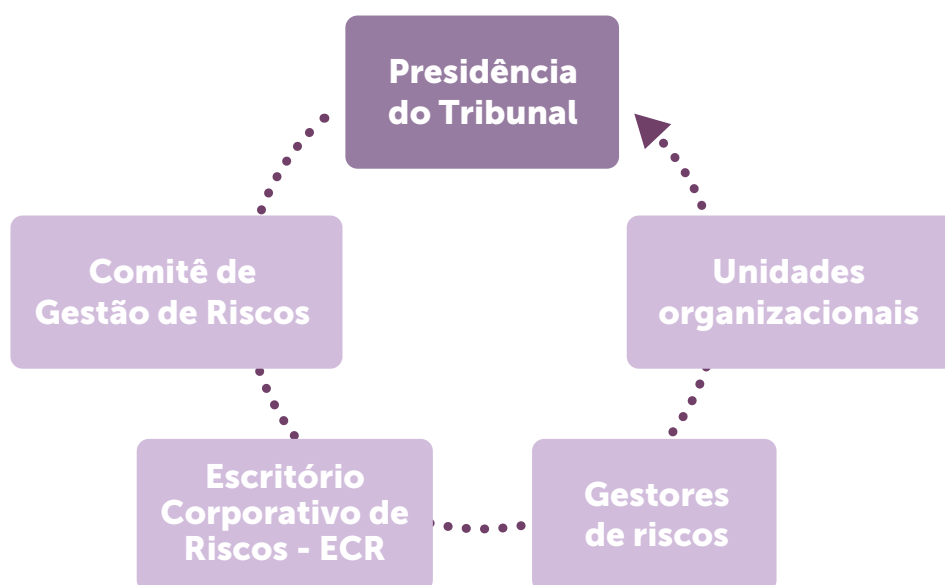 Presidência
do Tribunal
Comitê de
Gestão de Riscos
Unidades
organizacionais
Escritório
Corporativo de
Riscos - ECR
Gestores
de riscos